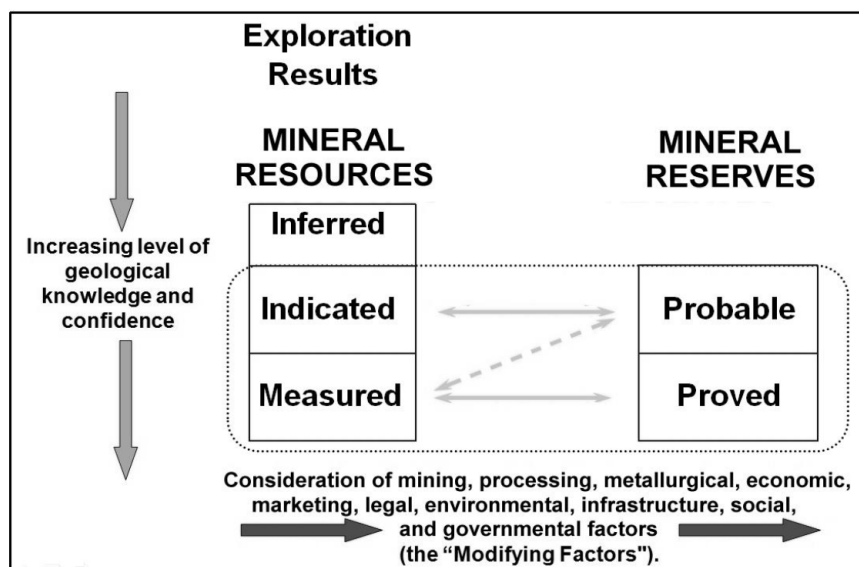 Exploration
Results
MINERAL
RESOURCES
MINERAL
RESERVES
Inferred
Increasing level of
geological
knowledge and
confidence
Indicated
Probable
Measured
Proved
Consideration of mining, processing, metallurgical, economic,
marketing, legal, environmental, infrastructure, social,
and governmental factors
(the “Modifying Factors").